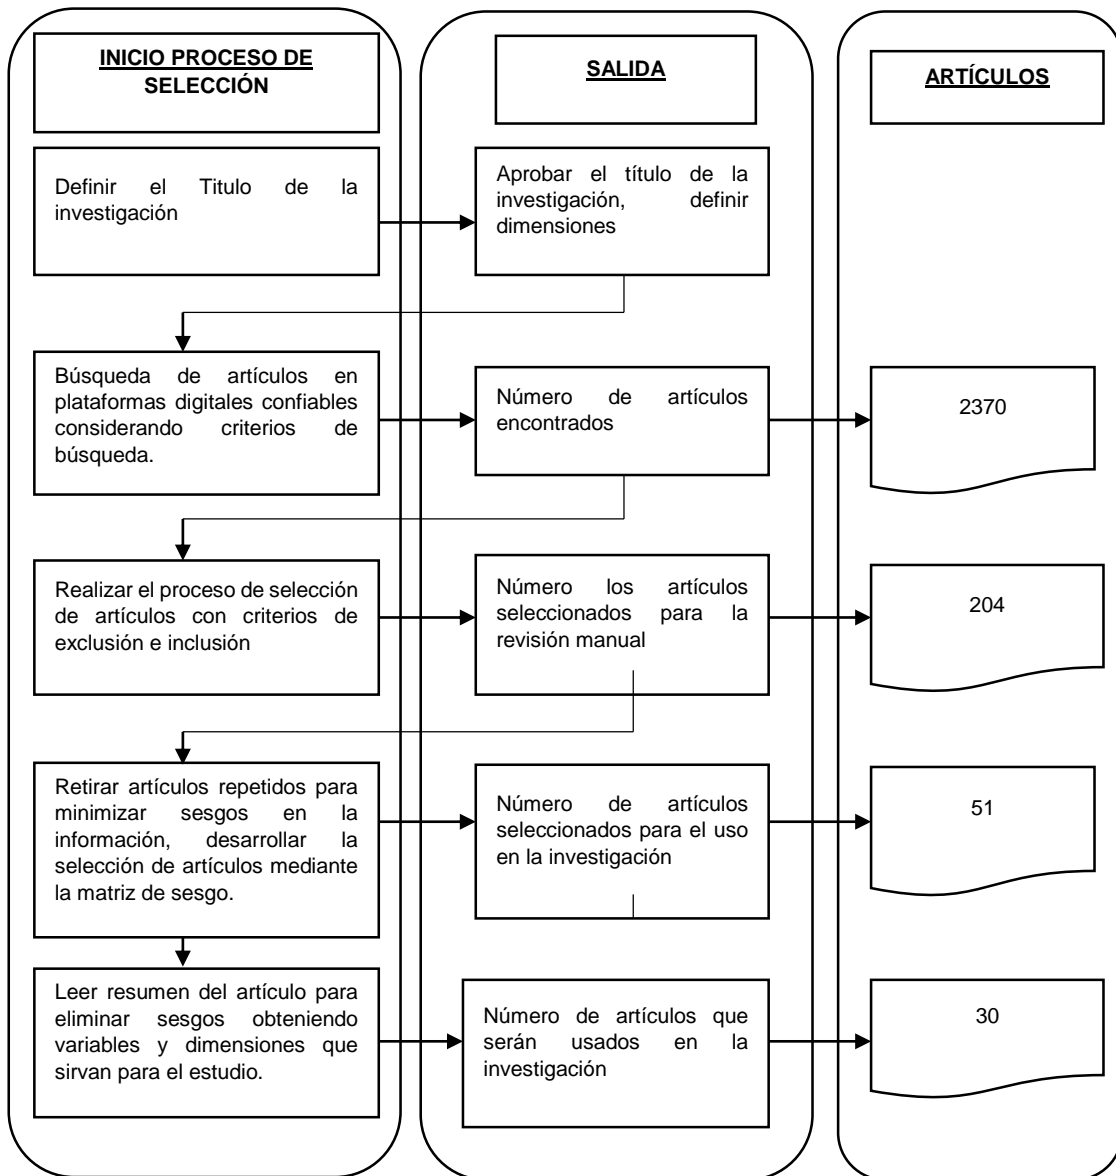 INICIO PROCESO DE
SELECCIÓN
SALIDA
ARTÍCULOS
Definir el Titulo de la
investigación
Aprobar el título de la
investigación, definir
dimensiones
Búsqueda de artículos en
plataformas digitales confiables
considerando criterios de
búsqueda.
Número de artículos
encontrados
2370
Realizar el proceso de selección
de artículos con criterios de
exclusión e inclusión
Número los artículos
seleccionados para la
revisión manual
204
Retirar artículos repetidos para
minimizar sesgos en la
información, desarrollar la
selección de artículos mediante
la matriz de sesgo.
Número de artículos
seleccionados para el uso
en la investigación
51
Leer resumen del artículo para
eliminar sesgos obteniendo
variables y dimensiones que
sirvan para el estudio.
Número de artículos que
serán usados en la
investigación
30